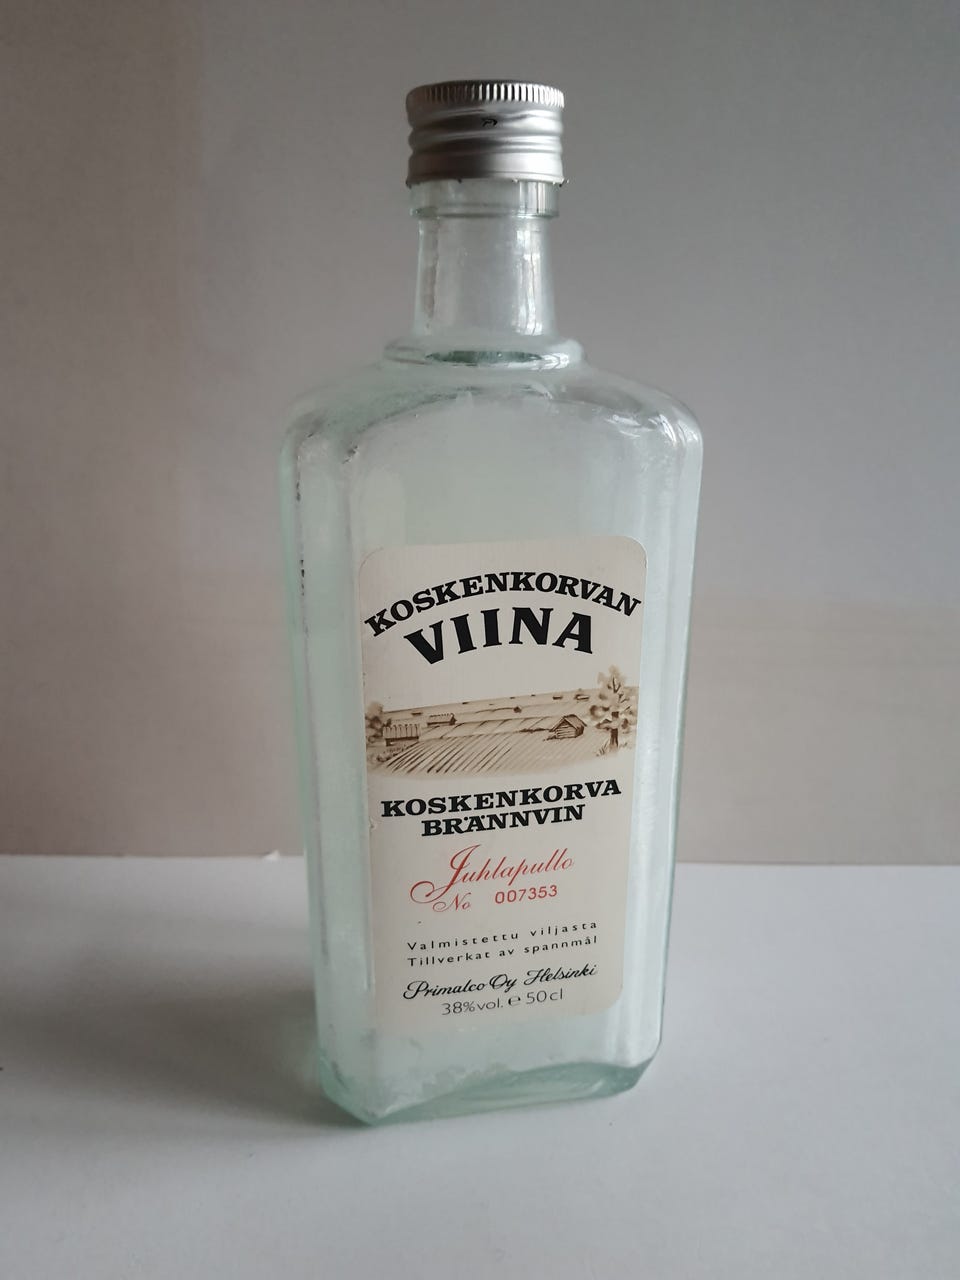 KOSKENKORVAN
VIINA
KOSKENKORVA
BRÄNNVIN
Juhlapullo
No 007353
Valmistettu viljasta
Tillverkat av spannmål
Primalco Oy Helsinki
38%vol. ℮ 50cl